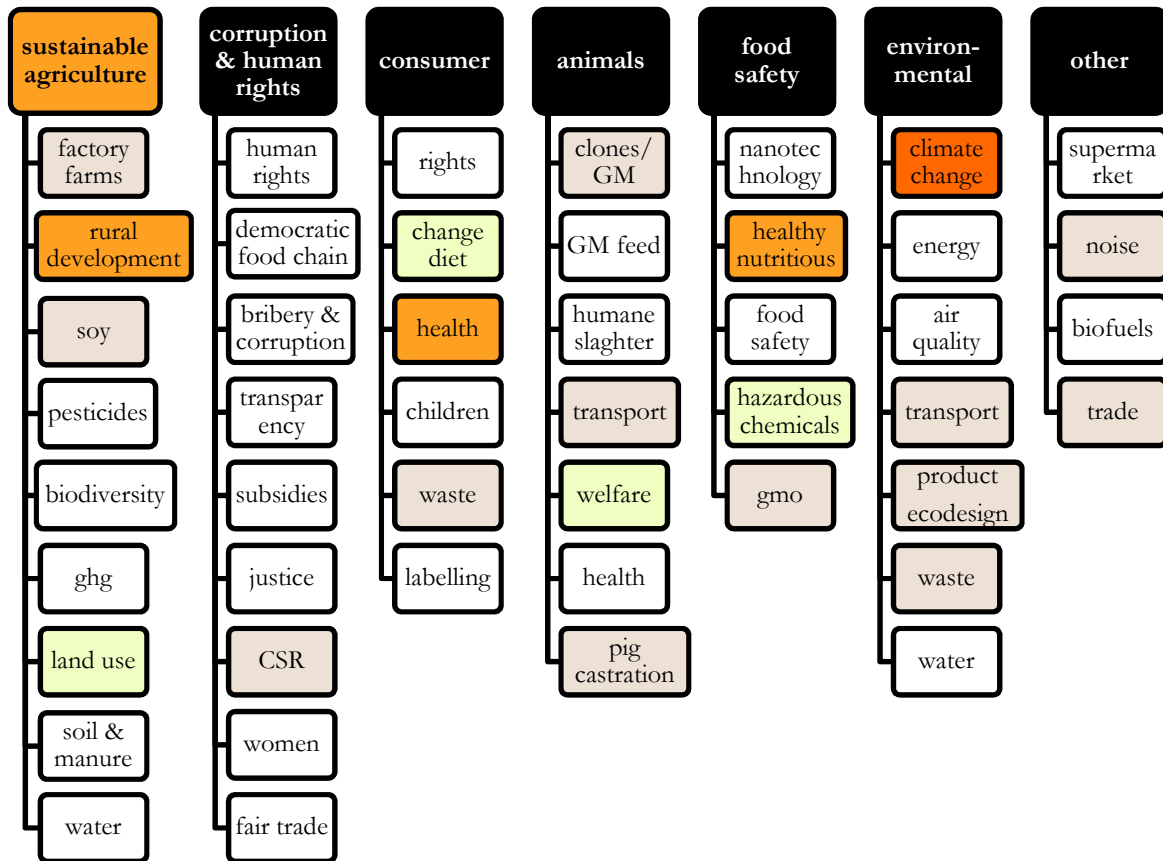 sustainable
agriculture
factory
farms
rural
development
soy
pesticides
biodiversity
ghg
land use
soil &
manure
water
corruption
& human
rights
human
rights
democratic
food chain
bribery &
corruption
transpar
ency
subsidies
justice
CSR
women
fair trade
consumer
rights
change
diet
health
children
waste
labelling
animals
clones/
GM
GM feed
humane
slaghter
transport
welfare
health
pig
castration
food
safety
nanotec
hnology
healthy
nutritious
food
safety
hazardous
chemicals
gmo
environ-
mental
climate
change
energy
air
quality
transport
product
ecodesign
waste
water
other
superma
rket
noise
biofuels
trade